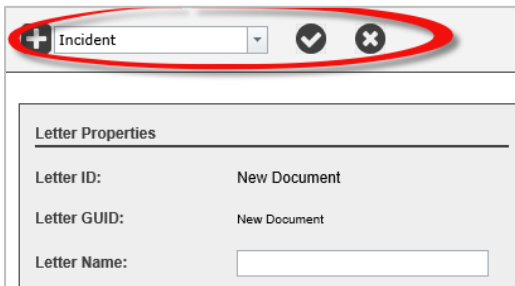 Incident
Letter Properties
Letter ID: New Document
Letter GUID: New Document
Letter Name: